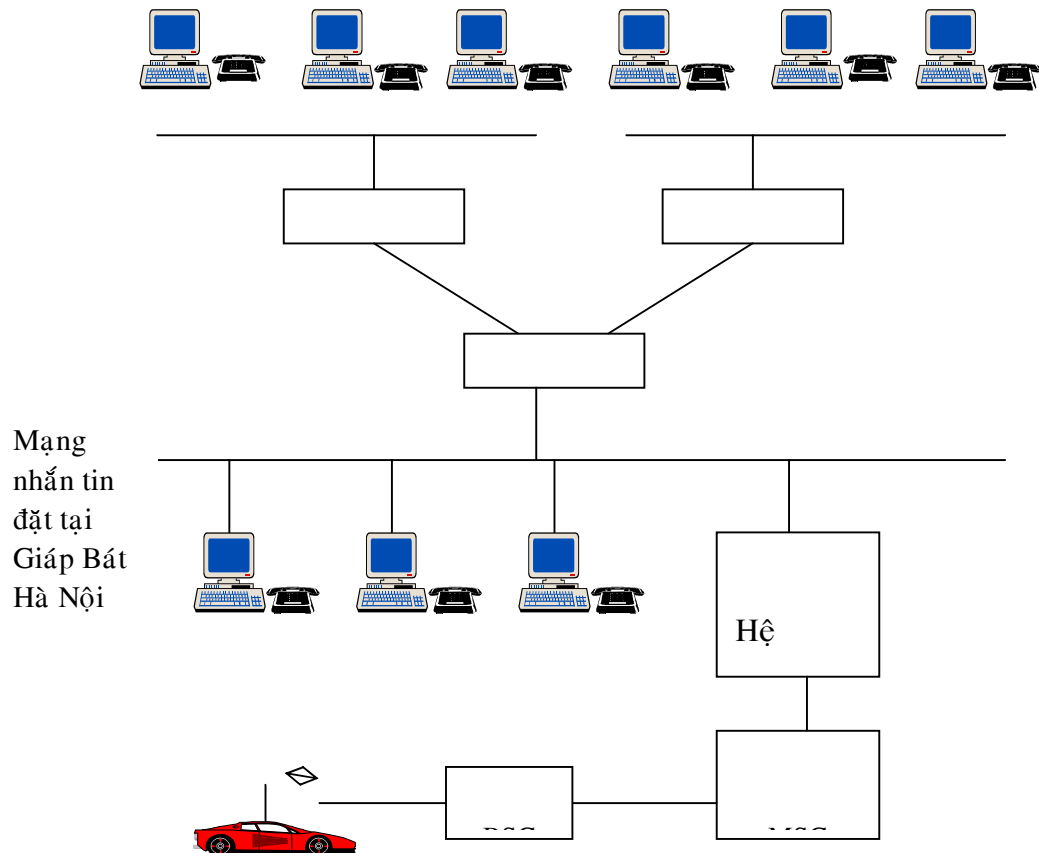 Mạng
nhắn tin
đặt tại
Giáp Bát
Hà Nội
Hệ